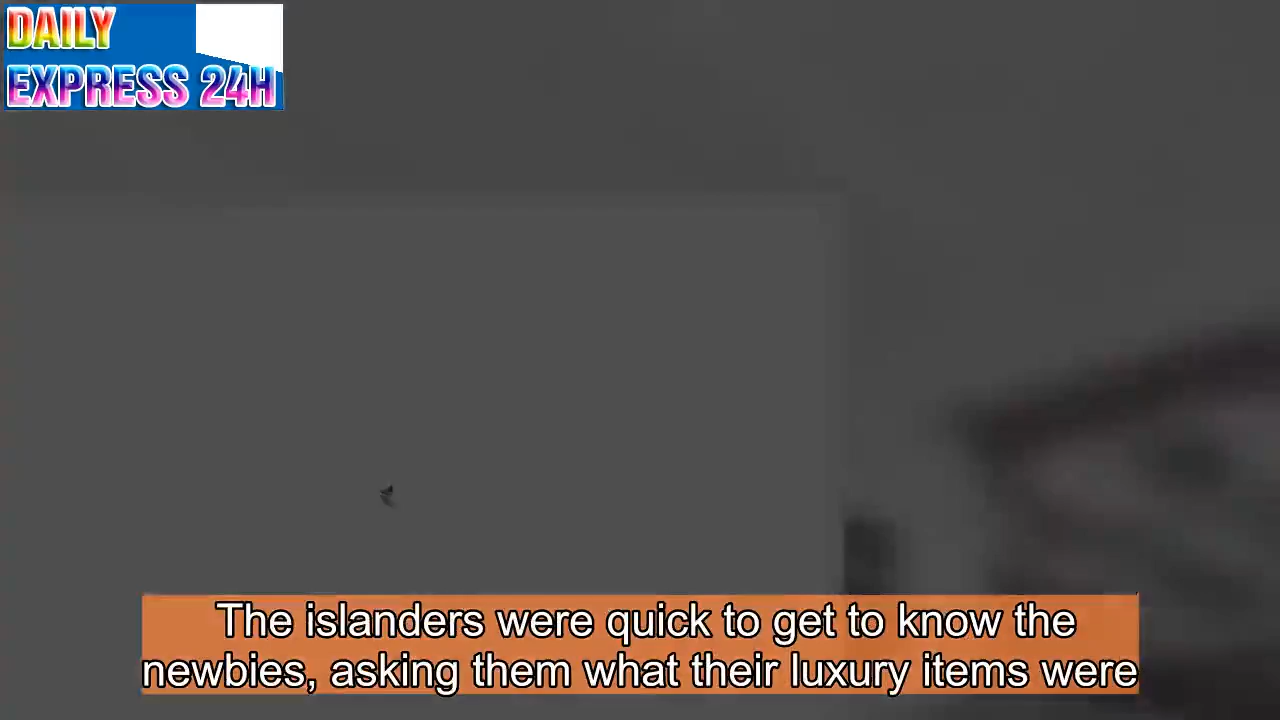 DAILY
EXPRESS 24H
The islanders were quick to get to know the
newbies, asking them what their luxury items were